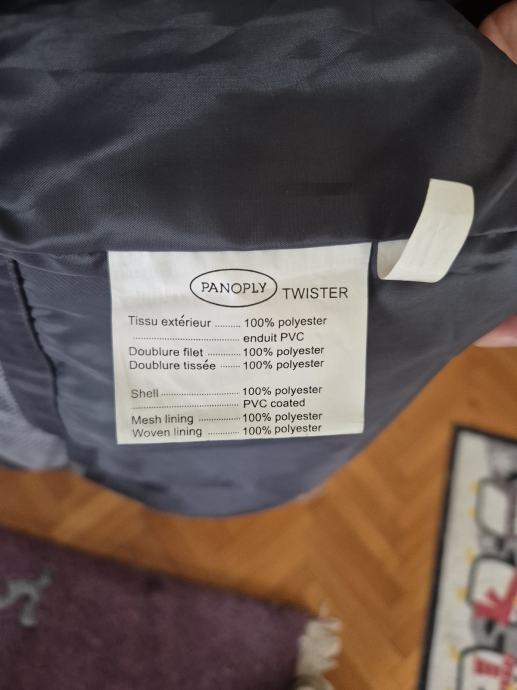 PANOPLY TWISTER
Tissu extérieur ......... 100% polyester
......................... enduit PVC
Doublure filet ........... 100% polyester
Doublure tissée ...... 100% polyester
Shell ........................ 100% polyester
................................ PVC coated
Mesh lining ............. 100% polyester
Woven lining .......... 100% polyester